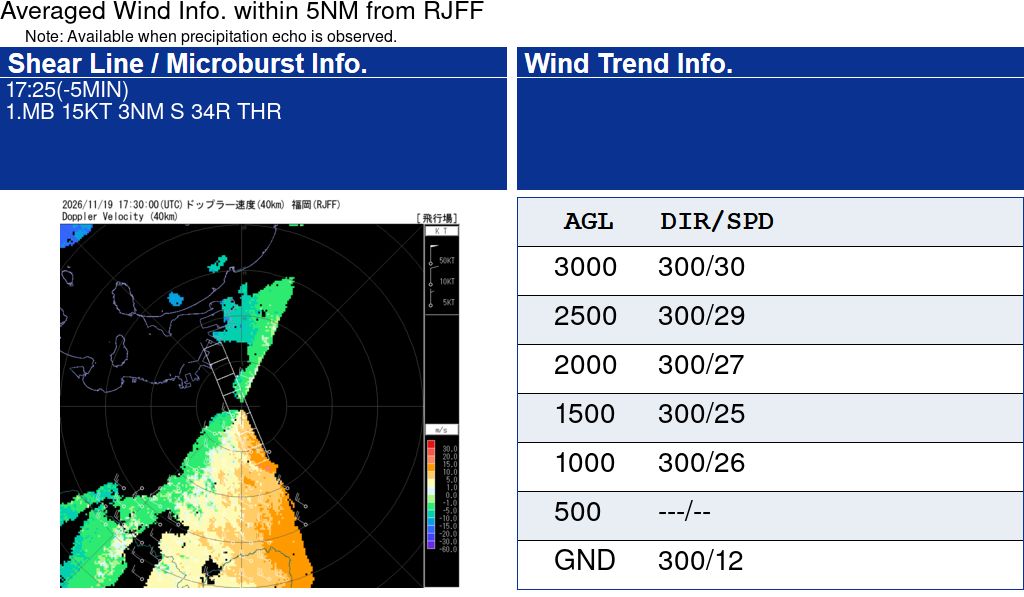 Averaged Wind Info. within 5NM from RJFF
Note: Available when precipitation echo is observed.
Shear Line / Microburst Info.
17:25(-5MIN)
1.MB 15KT 3NM S 34R THR
Wind Trend Info.
2026/11/19 17:30:00(UTC) ドップラー速度(40km) 福岡(RJFF)
Doppler Velocity (40km)
[飛行場]
KT
50KT
10KT
5KT
m/s
30.0
20.0
15.0
10.0
5.0
1.0
0.0
-1.0
-5.0
-10.0
-15.0
-20.0
-30.0
-60.0
AGL DIR/SPD
3000 300/30
2500 300/29
2000 300/27
1500 300/25
1000 300/26
500 ---/--
GND 300/12